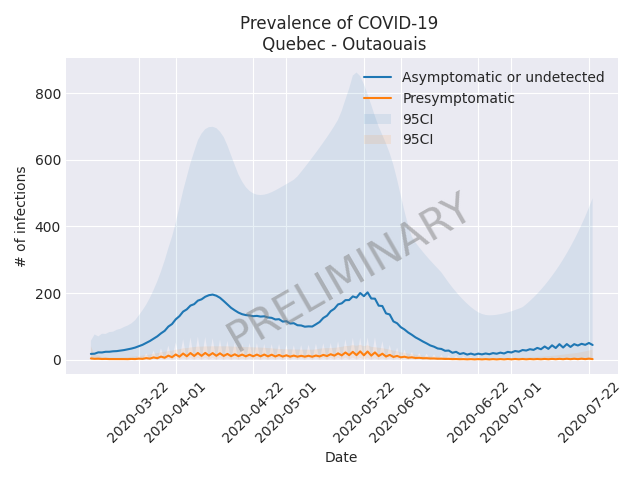 Prevalence of COVID-19
Quebec - Outaouais
Asymptomatic or undetected
Presymptomatic
95CI
95CI
# of infections
800
600
400
200
0
PRELIMINARY
2020-03-22
2020-04-01
2020-04-22
2020-05-01
2020-05-22
2020-06-01
2020-06-22
2020-07-01
2020-07-22
Date